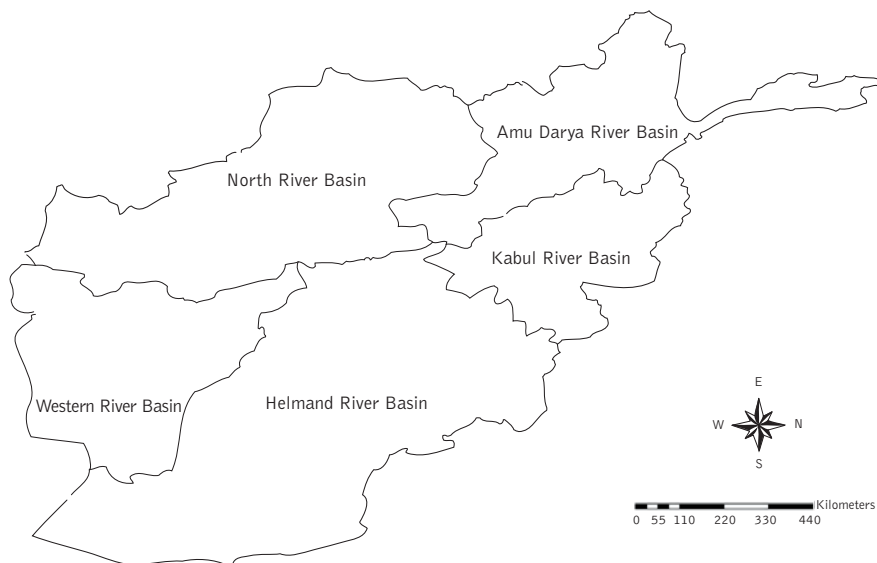 Amu Darya River Basin
North River Basin
Kabul River Basin
Western River Basin
Helmand River Basin
E
W N
S
Kilometers
0 55 110 220 330 440